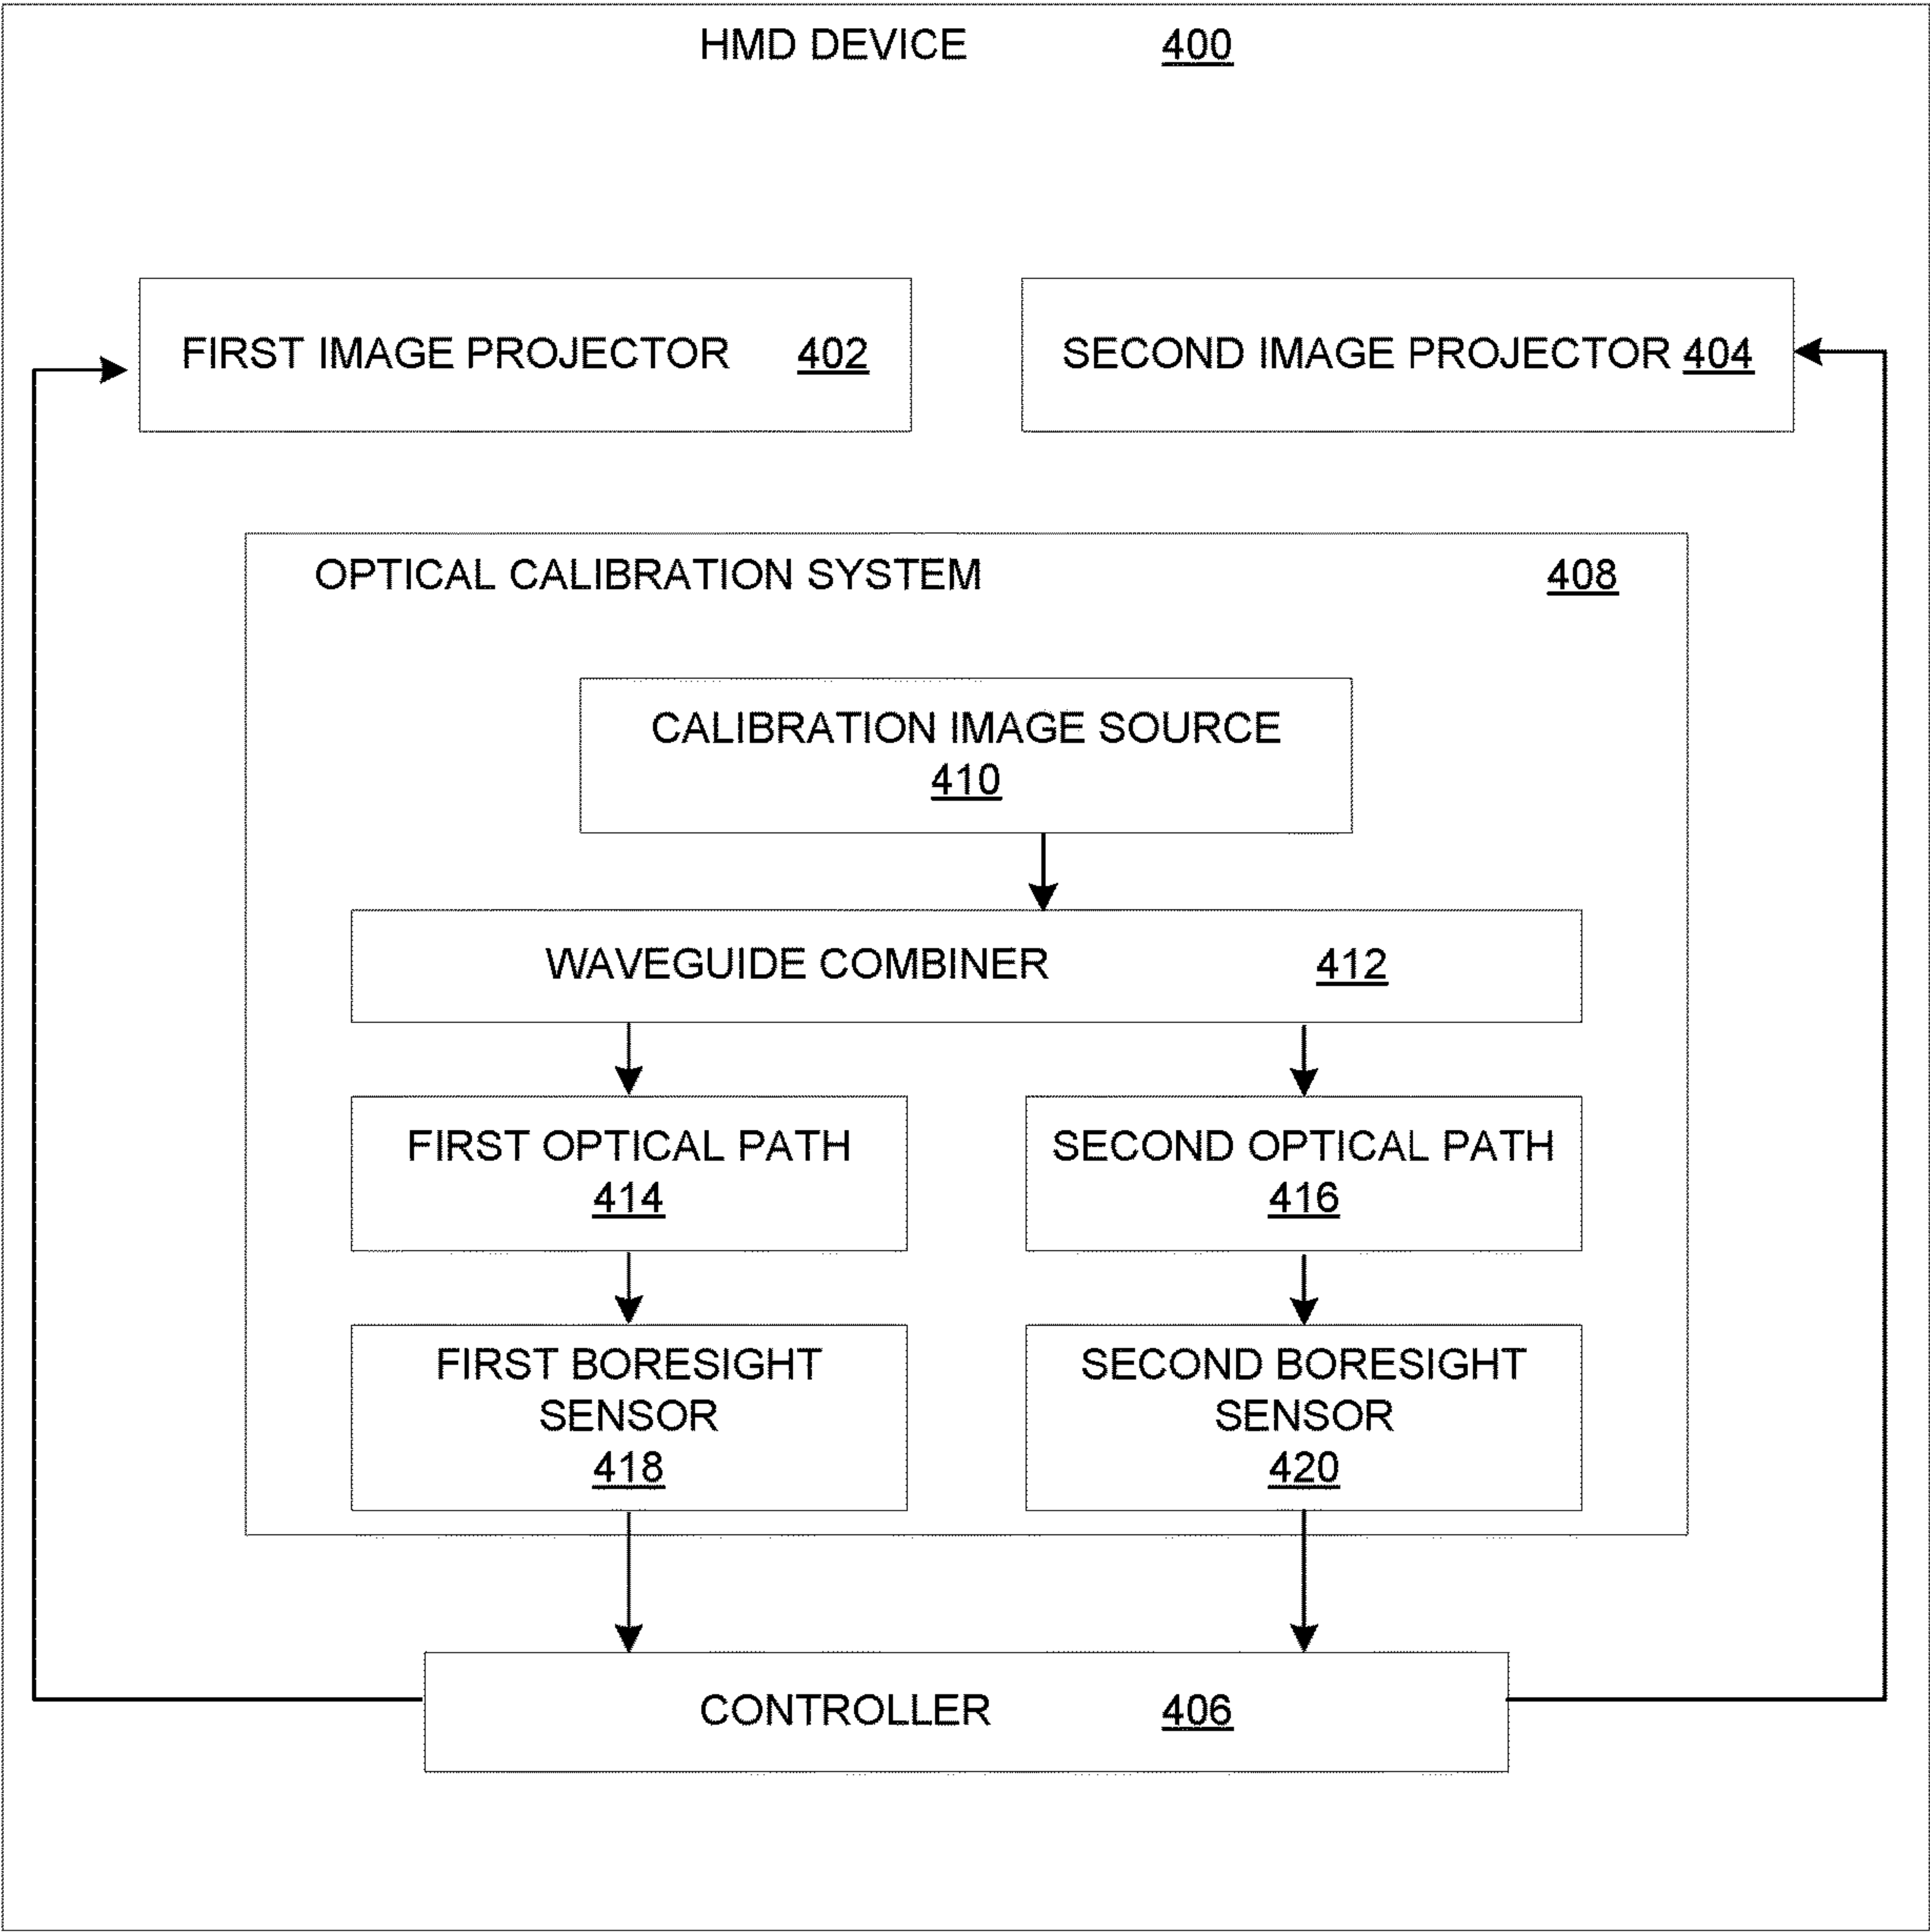 HMD DEVICE 400
FIRST IMAGE PROJECTOR 402
SECOND IMAGE PROJECTOR 404
OPTICAL CALIBRATION SYSTEM 408
CALIBRATION IMAGE SOURCE
410
WAVEGUIDE COMBINER 412
FIRST OPTICAL PATH
414
SECOND OPTICAL PATH
416
FIRST BORESIGHT
SENSOR
418
SECOND BORESIGHT
SENSOR
420
CONTROLLER 406